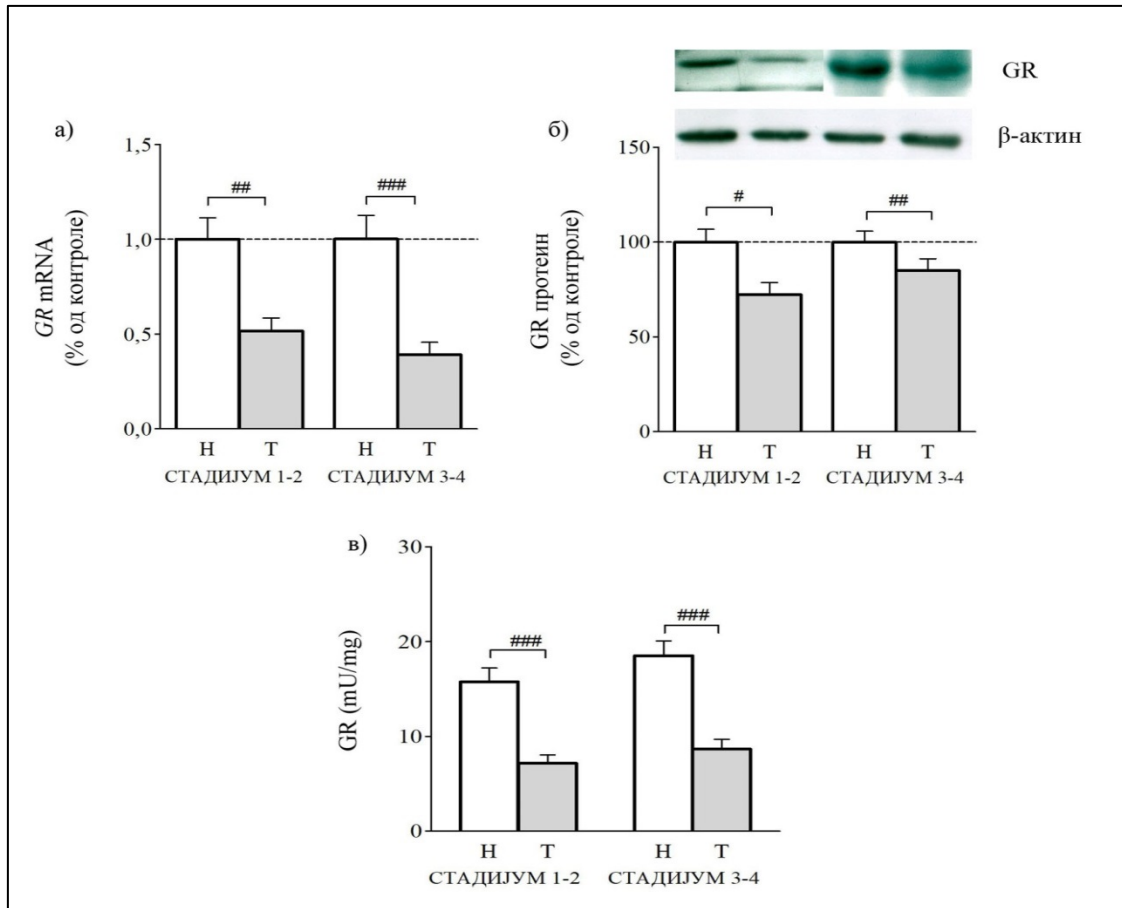 GR
β-актин
а)
GR mRNA
(% од контроле)
1,5
1,0
0,5
0,0
##
###
Н Т Н Т
СТАДИЈУМ 1-2 СТАДИЈУМ 3-4
б)
GR протеин
(% од контроле)
150
100
50
0
#
##
Н Т Н Т
СТАДИЈУМ 1-2 СТАДИЈУМ 3-4
в)
GR (mU/mg)
30
20
10
0
###
###
Н Т Н Т
СТАДИЈУМ 1-2 СТАДИЈУМ 3-4